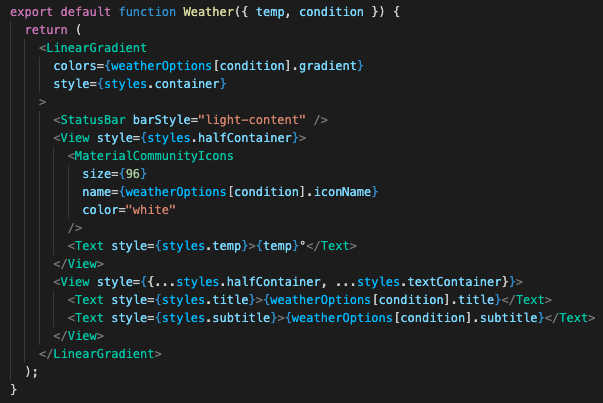 export default function Weather({ temp, condition }) {
  return (
    <LinearGradient
      colors={weatherOptions[condition].gradient}
      style={styles.container}
    >
      <StatusBar barStyle="light-content" />
      <View style={styles.halfContainer}>
        <MaterialCommunityIcons
          size={96}
          name={weatherOptions[condition].iconName}
          color="white"
        />
        <Text style={styles.temp}>{temp}°</Text>
      </View>
      <View style={{...styles.halfContainer, ...styles.textContainer}}>
        <Text style={styles.title}>{weatherOptions[condition].title}</Text>
        <Text style={styles.subtitle}>{weatherOptions[condition].subtitle}</Text>
      </View>
    </LinearGradient>
  );
}